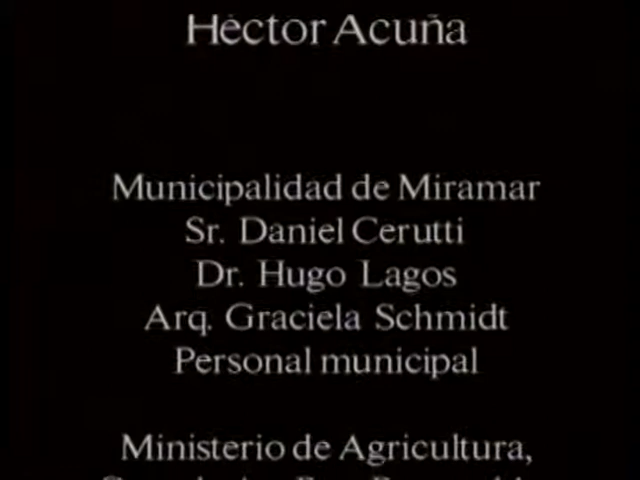 Héctor Acuña
Municipalidad de Miramar
Sr. Daniel Cerutti
Dr. Hugo Lagos
Arq. Graciela Schmidt
Personal municipal
Ministerio de Agricultura,